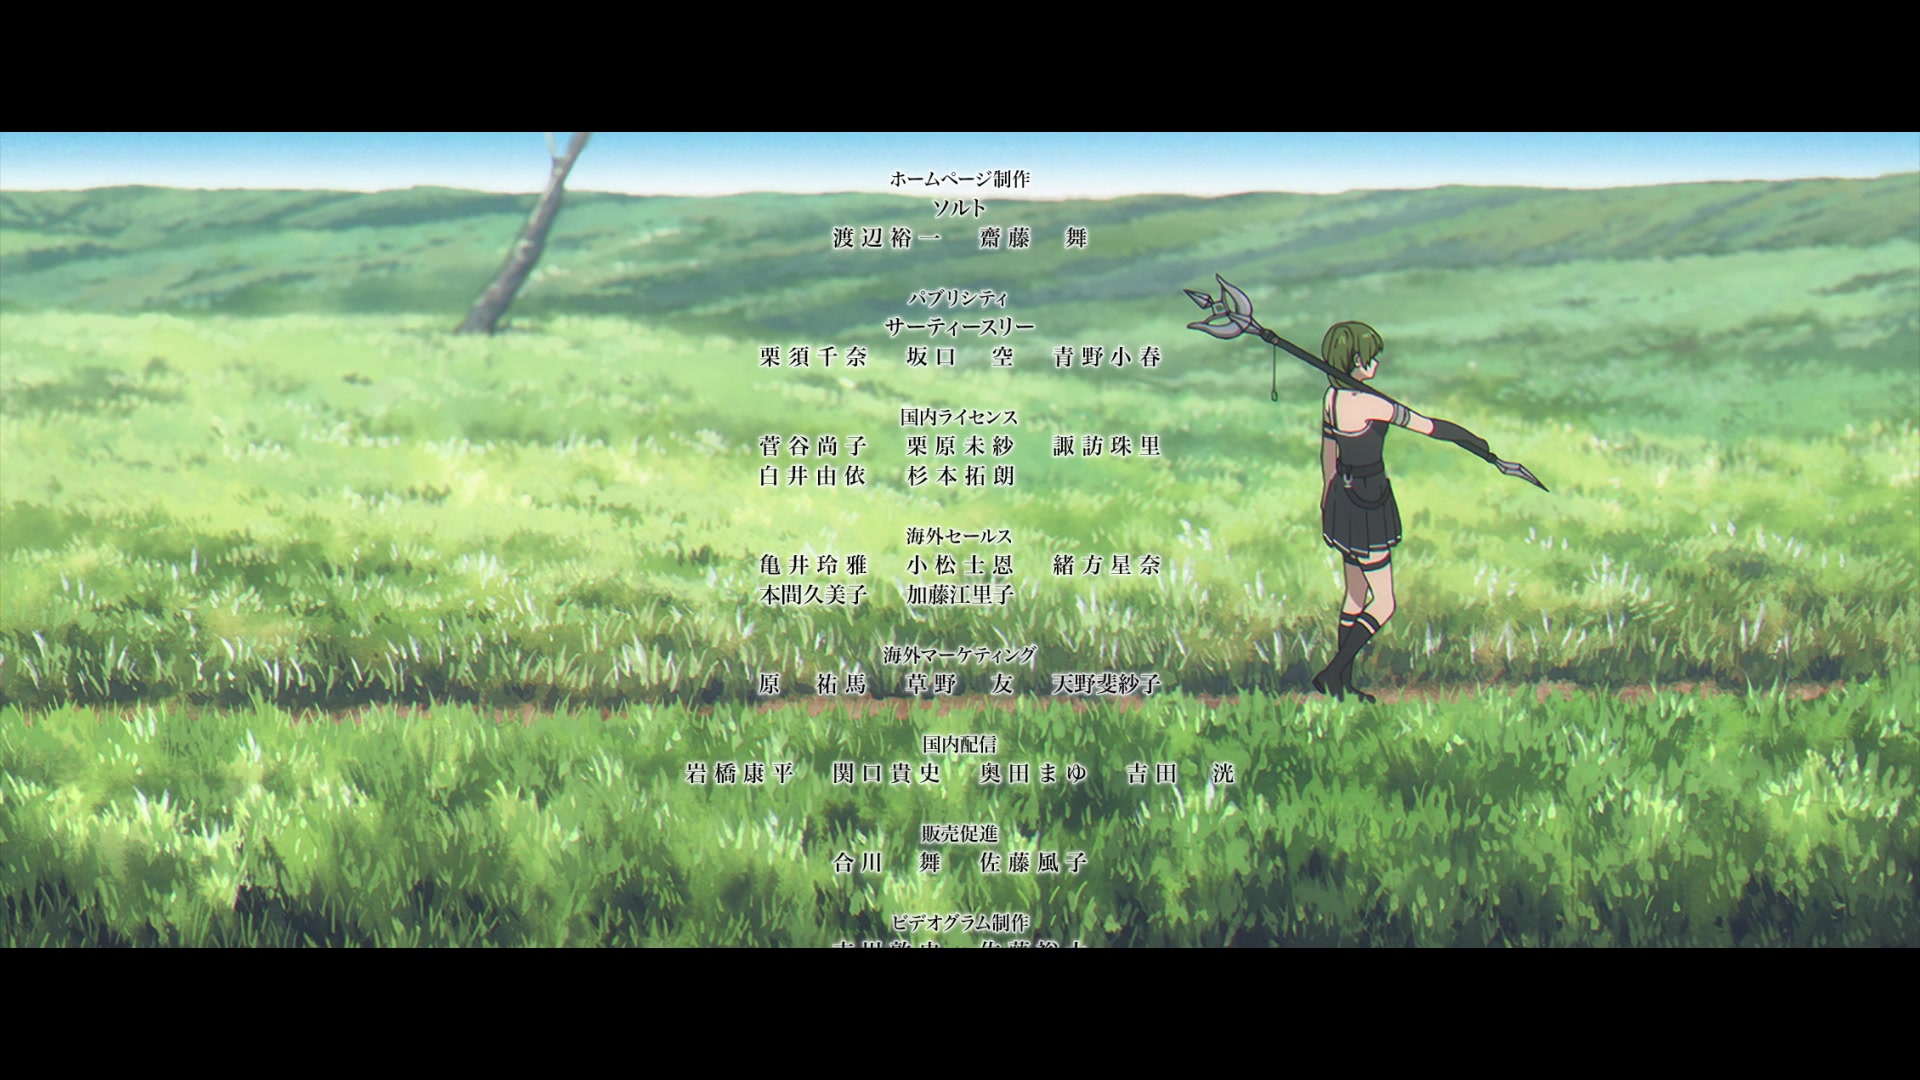 ホームページ制作
ソルト
渡辺裕一 齋藤 舞
パブリシティ
サーティースリー
栗須千奈 坂口 空 青野小春
国内ライセンス
菅谷尚子 栗原未紗 諏訪珠里
白井由依 杉本拓朗
海外セールス
亀井玲雅 小松士恩 緒方星奈
本間久美子 加藤江里子
海外マーケティング
原 祐馬 草野 友 天野斐紗子
国内配信
岩橋康平 関口貴史 奥田まゆ 吉田 洸
販売促進
合川 舞 佐藤風子
ビデオグラム制作